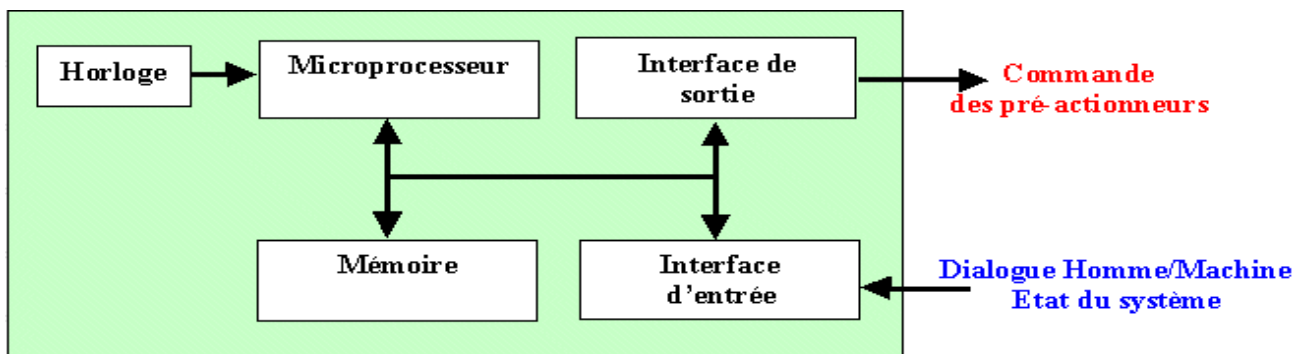 Horloge
Microprocesseur
Interface de
sortie
Commande
des pré-actionneurs
Mémoire
Interface
d'entrée
Dialogue Homme/Machine
Etat du système